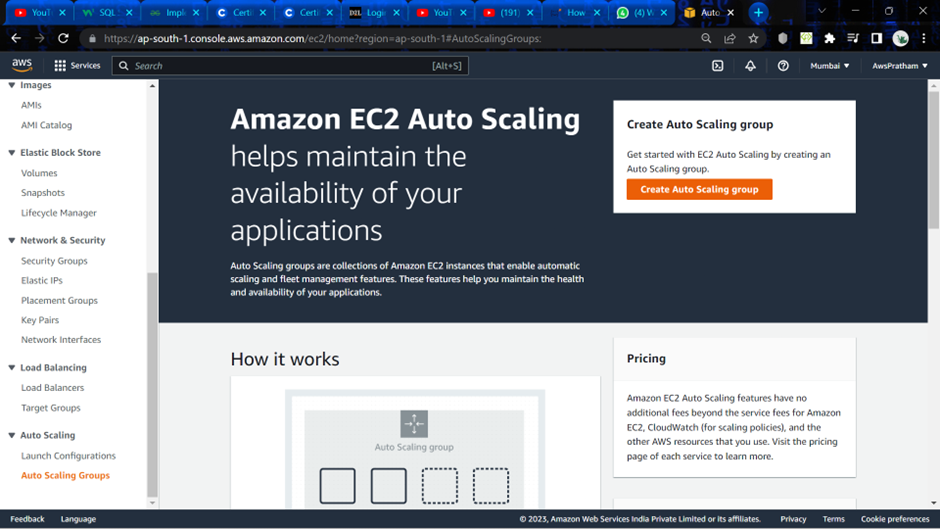 YouT
SQL S
Imple
Certi
Certi
D2L Login
YouT
(191)
How
(4) W
Auto
https://ap-south-1.console.aws.amazon.com/ec2/home?region=ap-south-1#AutoScalingGroups:
aws
Services
Search
[Alt+S]
Mumbai
AwsPratham
Images
AMIs
AMI Catalog
Elastic Block Store
Volumes
Snapshots
Lifecycle Manager
Network & Security
Security Groups
Elastic IPs
Placement Groups
Key Pairs
Network Interfaces
Load Balancing
Load Balancers
Target Groups
Auto Scaling
Launch Configurations
Auto Scaling Groups
Amazon EC2 Auto Scaling
helps maintain the
availability of your
applications
Auto Scaling groups are collections of Amazon EC2 instances that enable automatic
scaling and fleet management features. These features help you maintain the health
and availability of your applications.
Create Auto Scaling group
Get started with EC2 Auto Scaling by creating an
Auto Scaling group.
Create Auto Scaling group
How it works
Auto Scaling group
Pricing
Amazon EC2 Auto Scaling features have no
additional fees beyond the service fees for Amazon
EC2, CloudWatch (for scaling policies), and the
other AWS resources that you use. Visit the pricing
page of each service to learn more.
Feedback
Language
© 2023, Amazon Web Services India Private Limited or its affiliates.
Privacy
Terms
Cookie preferences